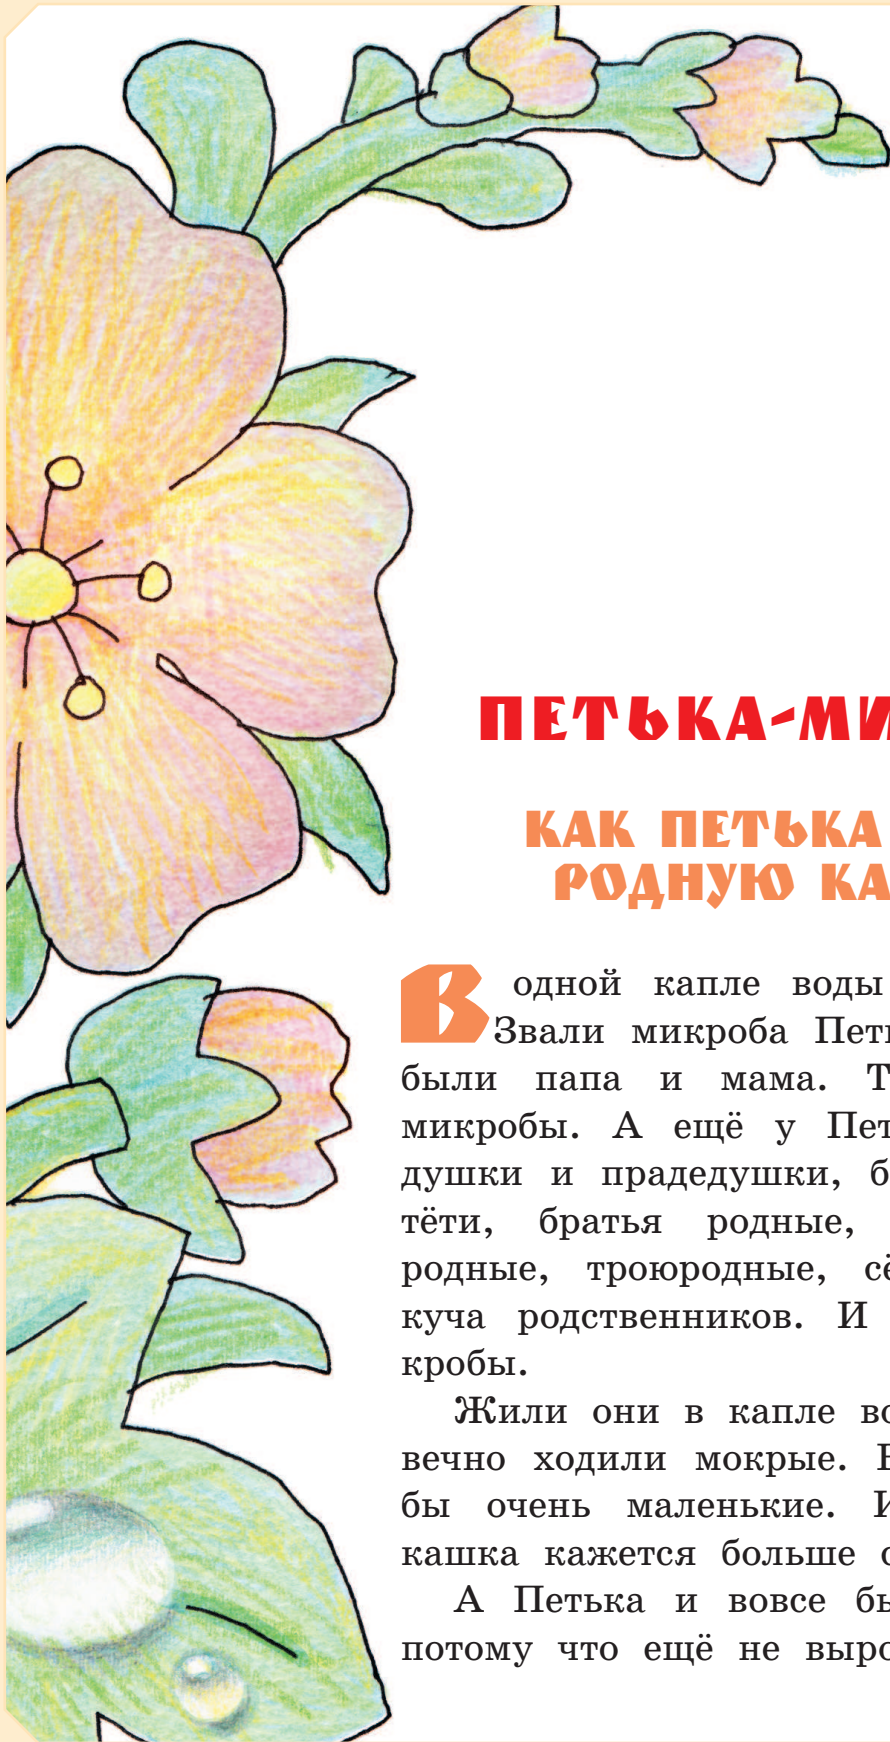 ПЕТЬКА-МИ
КАК ПЕТЬКА
РОДНУЮ КА
В одной капле воды
Звали микроба Петь
были папа и мама. Т
микробы. А ещё у Пет
душки и прадедушки, б
тёти, братья родные,
родные, троюродные, сё
куча родственников. И
кробы.
Жили они в капле во
вечно ходили мокрые.
бы очень маленькие. И
кашка кажется больше с
А Петька и вовсе бы
потому что ещё не выро